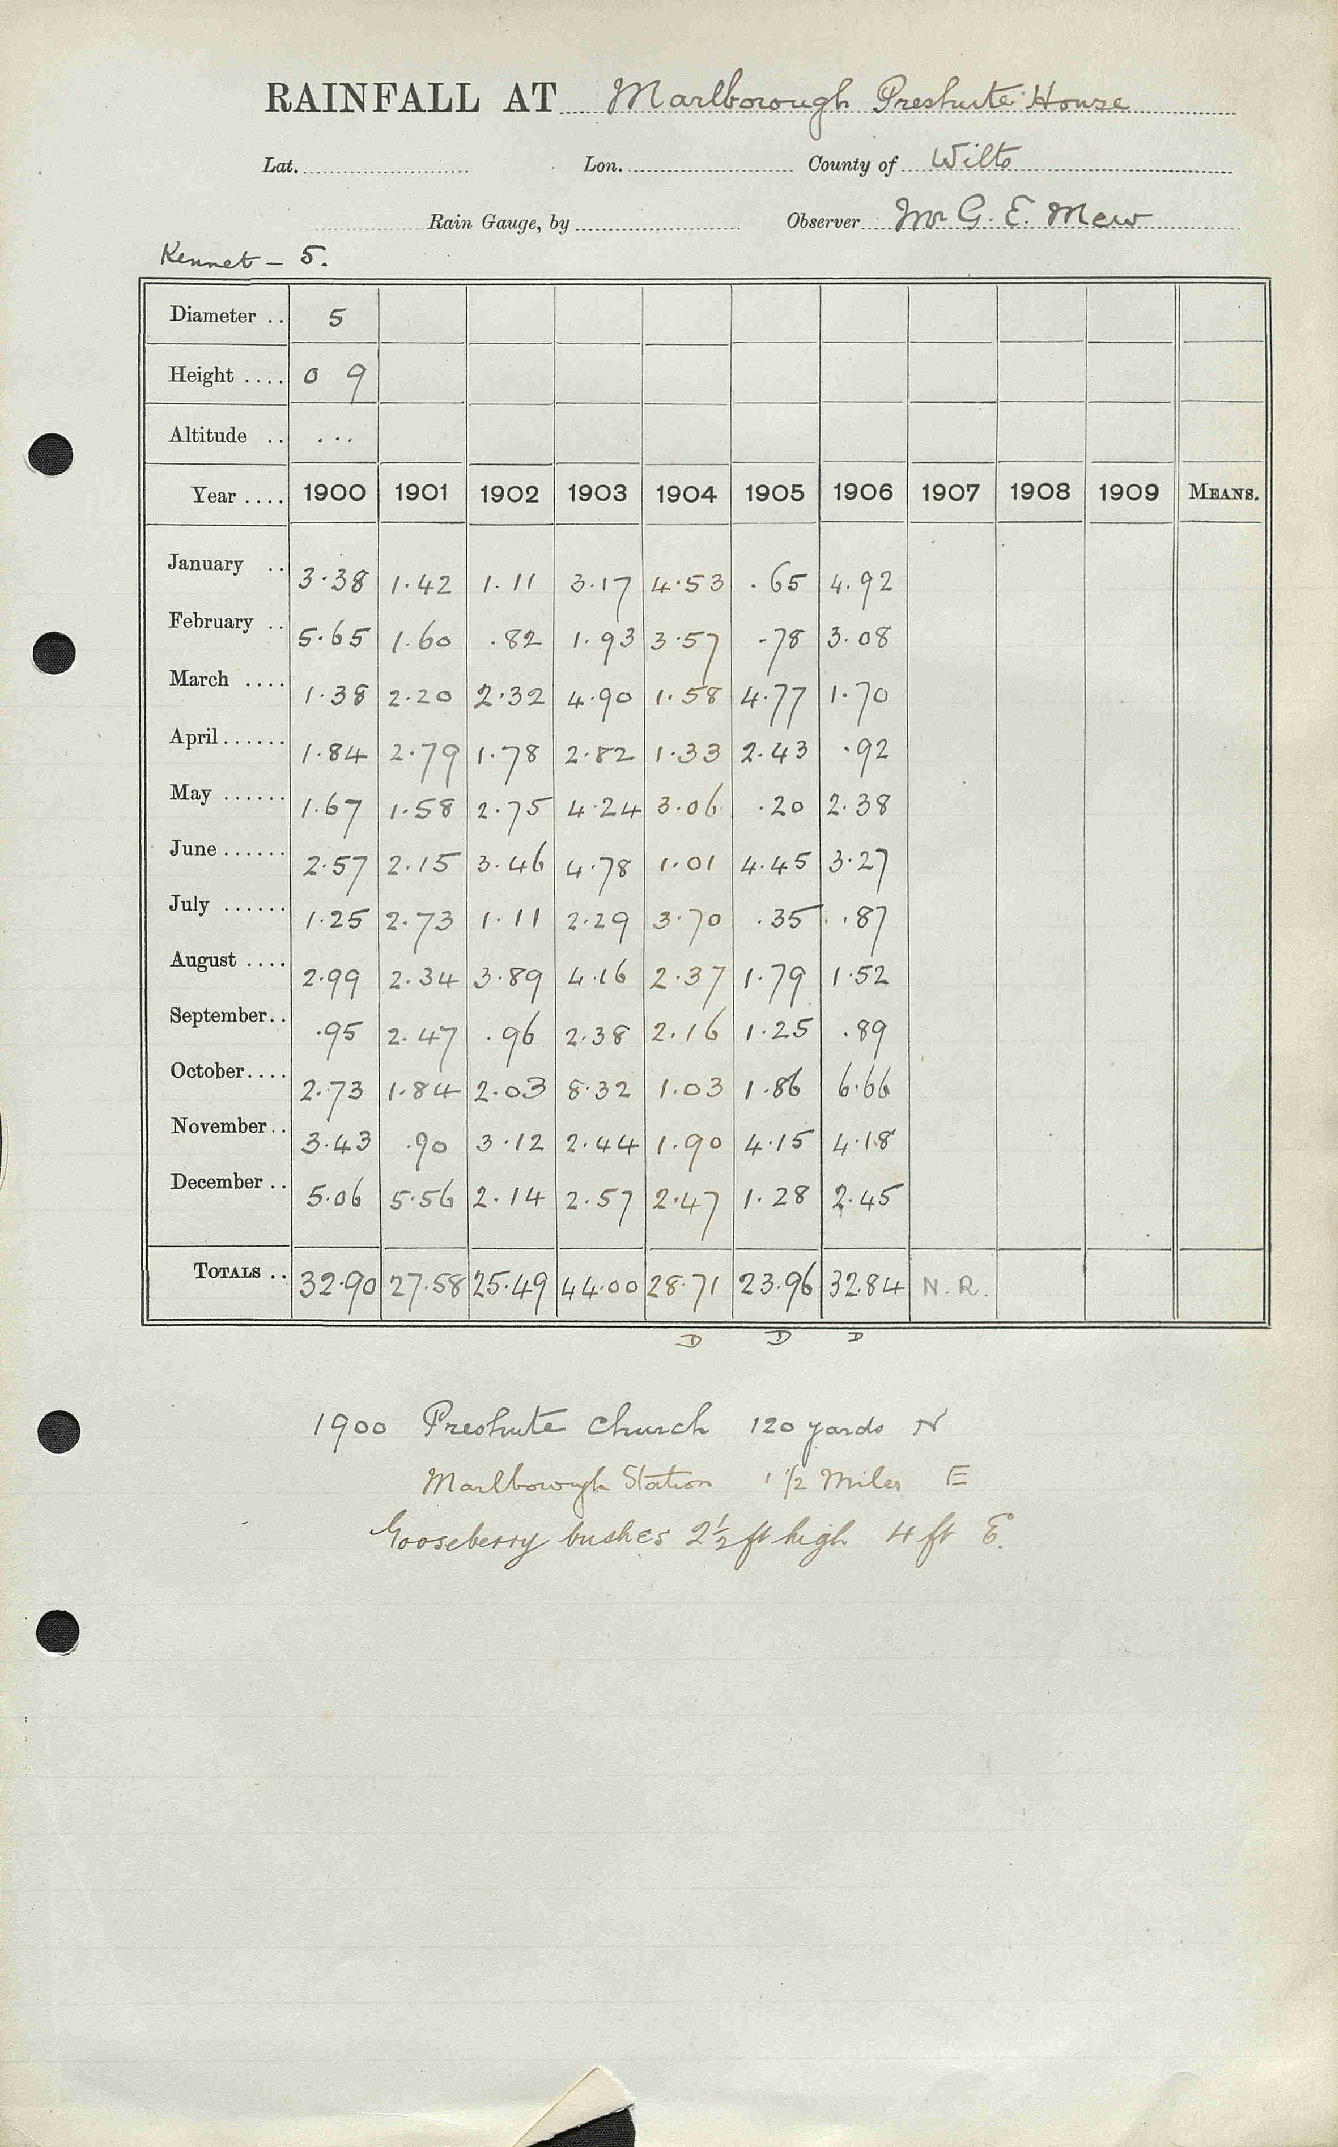 RAINFALL AT Marlborough Preshute House
Lat. Lon. County of Wilts
Rain Gauge, by Observer Mr G. E. Mew
Kennet - 5.
Diameter .. 5
Height .... 0 9
Altitude .. ...
Year .... 1900 1901 1902 1903 1904 1905 1906 1907 1908 1909 MEANS.
January .. 3.38 1.42 1.11 3.17 4.53 .65 4.92
February .. 5.65 1.60 .82 1.93 3.57 .78 3.08
March .... 1.38 2.20 2.32 4.90 1.58 4.77 1.70
April...... 1.84 2.79 1.78 2.82 1.33 2.43 .92
May ...... 1.67 1.58 2.75 4.24 3.06 .20 2.38
June...... 2.57 2.15 3.46 4.78 1.01 4.45 3.27
July ...... 1.25 2.73 1.11 2.29 3.70 .35 .87
August .... 2.99 2.34 3.89 4.16 2.37 1.79 1.52
September.. .95 2.47 .96 2.38 2.16 1.25 .89
October.... 2.73 1.84 2.03 8.32 1.03 1.86 6.66
November.. 3.43 .90 3.12 2.44 1.90 4.15 4.18
December .. 5.06 5.56 2.14 2.57 2.47 1.28 2.45
TOTALS .. 32.90 27.58 25.49 44.00 28.71 23.96 32.84 N.R.
D D D
1900 Preshute Church 120 yards N
Marlborough Station 1 1/2 Miles E
Gooseberry bushes 2 1/2 ft high 4 ft E.